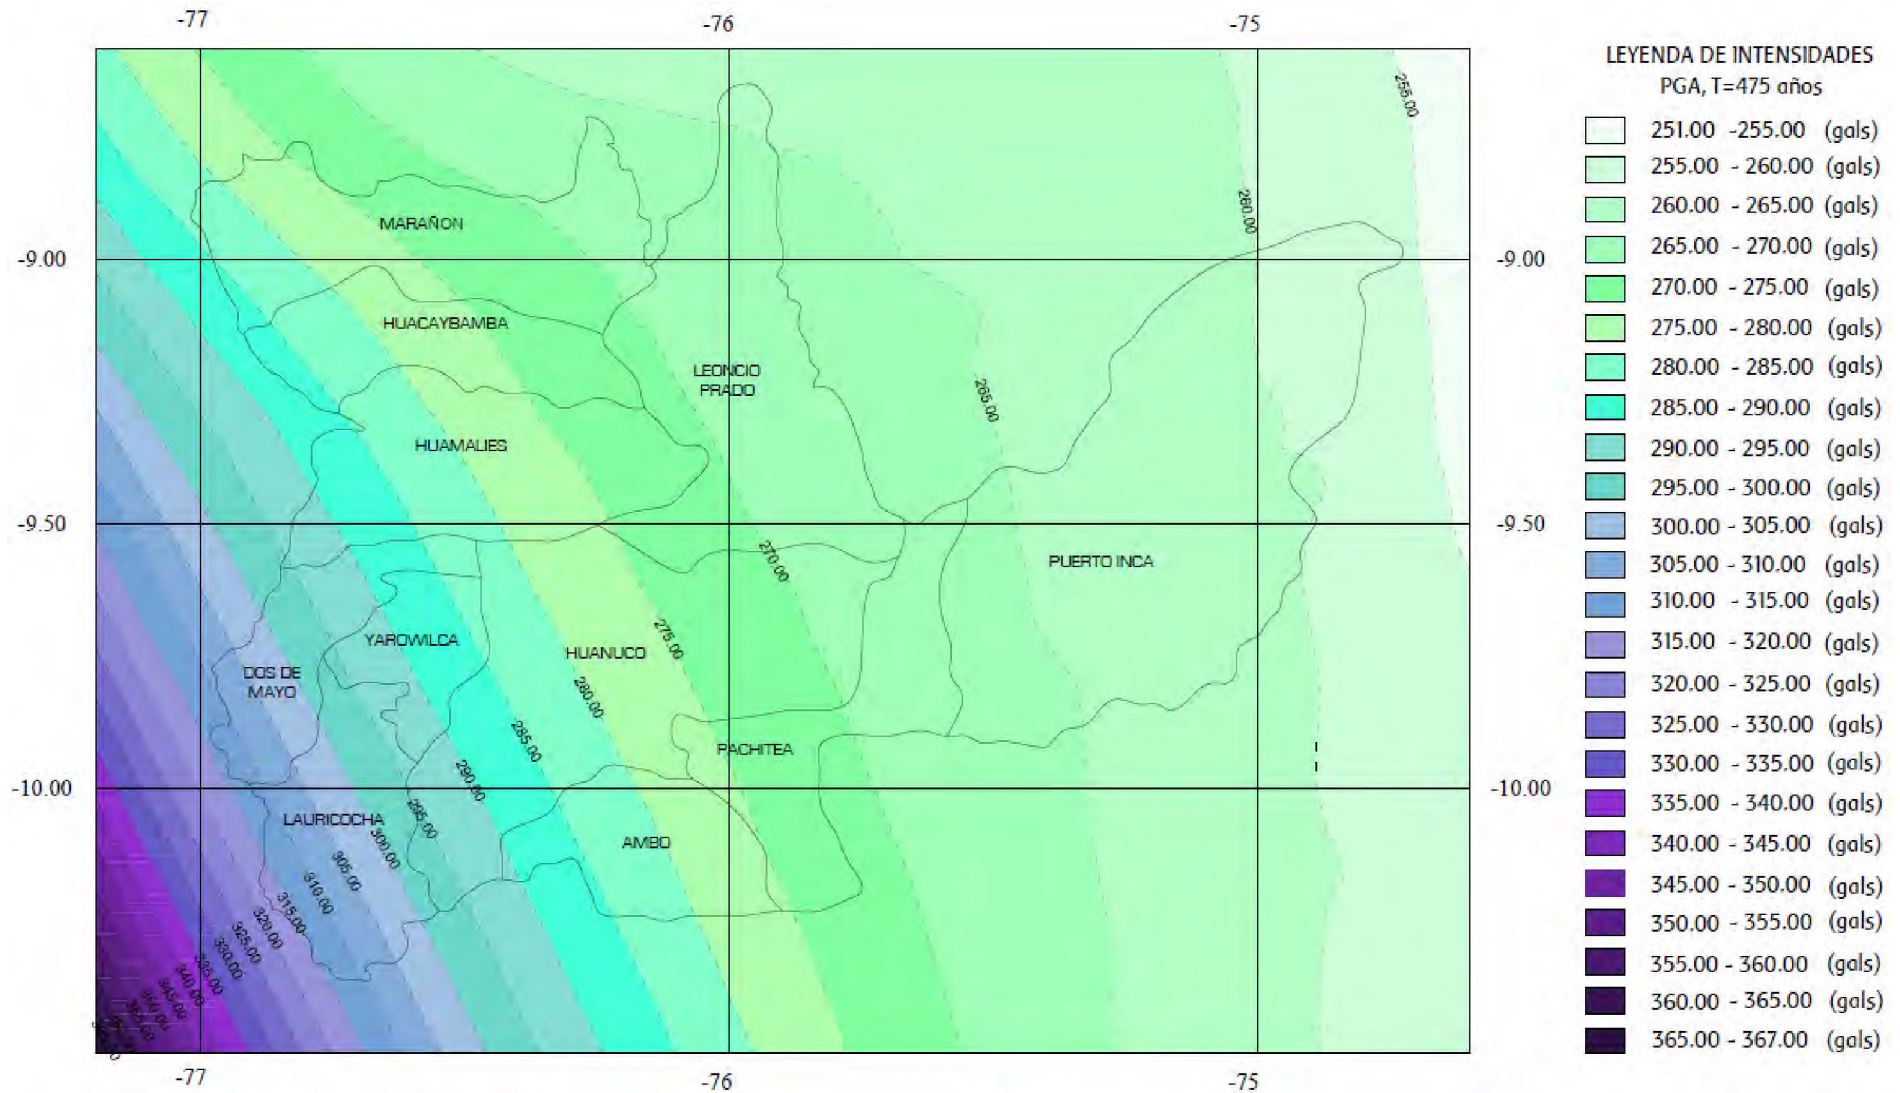 -77
-76
-75
LEYENDA DE INTENSIDADES
PGA, T=475 años
251.00 -255.00 (gals)
255.00 - 260.00 (gals)
260.00 - 265.00 (gals)
265.00 - 270.00 (gals)
270.00 - 275.00 (gals)
275.00 - 280.00 (gals)
280.00 - 285.00 (gals)
285.00 - 290.00 (gals)
290.00 - 295.00 (gals)
295.00 - 300.00 (gals)
300.00 - 305.00 (gals)
305.00 - 310.00 (gals)
310.00 - 315.00 (gals)
315.00 - 320.00 (gals)
320.00 - 325.00 (gals)
325.00 - 330.00 (gals)
330.00 - 335.00 (gals)
335.00 - 340.00 (gals)
340.00 - 345.00 (gals)
345.00 - 350.00 (gals)
350.00 - 355.00 (gals)
355.00 - 360.00 (gals)
360.00 - 365.00 (gals)
365.00 - 367.00 (gals)
255.00
260.00
MARAÑON
-9.00
-9.00
HUACAYBAMBA
LEONCIO
PRADO
265.00
HUAMALIES
-9.50
-9.50
270.00
PUERTO INCA
YAROWILCA
275.00
HUANUCO
DOS DE
MAYO
280.00
285.00
PACHITEA
290.00
-10.00
-10.00
295.00
LAURICOCHA
300.00
AMBO
305.00
310.00
315.00
320.00
325.00
330.00
335.00
340.00
345.00
350.00
-77
-76
-75